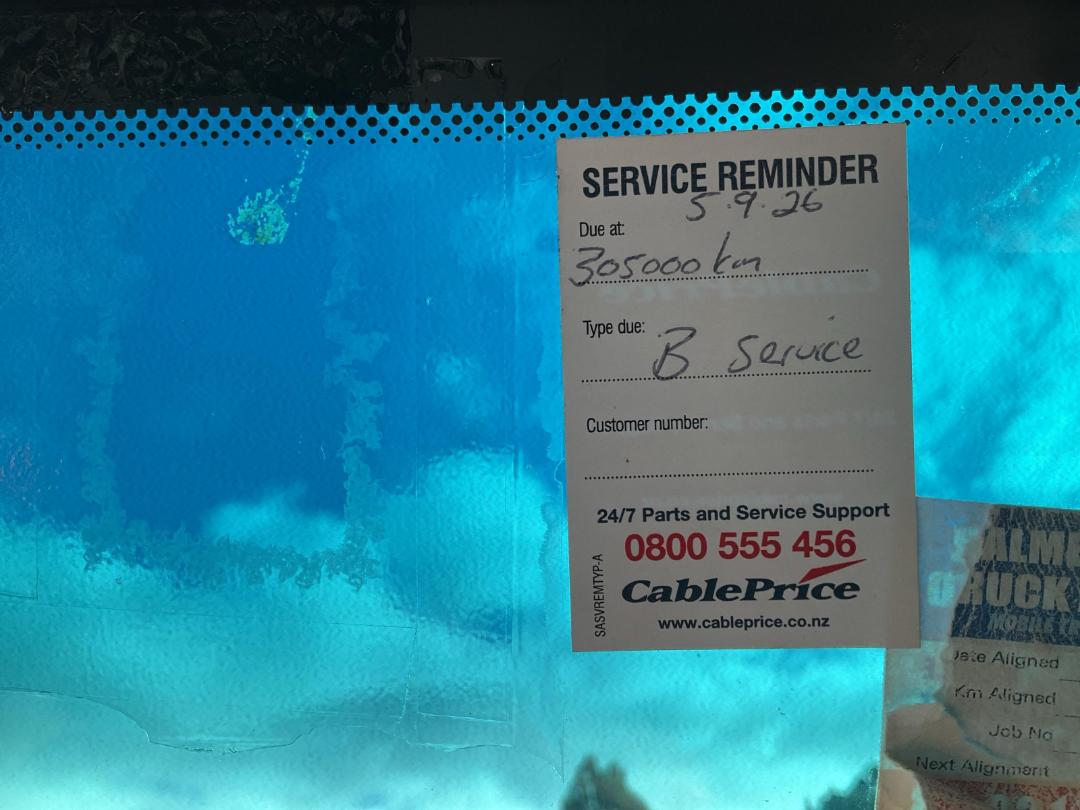 SERVICE REMINDER
5.9.26
Due at:
305000 km
Type due:
B Service
Customer number:
24/7 Parts and Service Support
0800 555 456
CablePrice
www.cableprice.co.nz
SASVREMTYP-A
Aligned
Km Aligned
Job No
Next Alignment